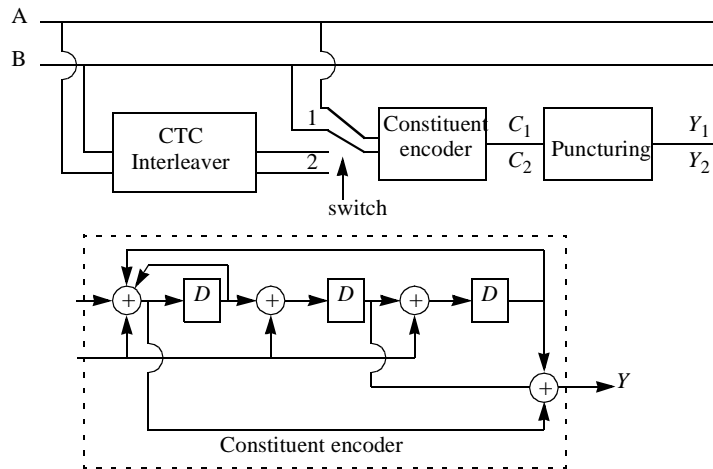 A
B
CTC
Interleaver
1
2
switch
Constituent
encoder
C1
C2
Puncturing
Y1
Y2
+
D
+
D
+
D
+
Y
Constituent encoder